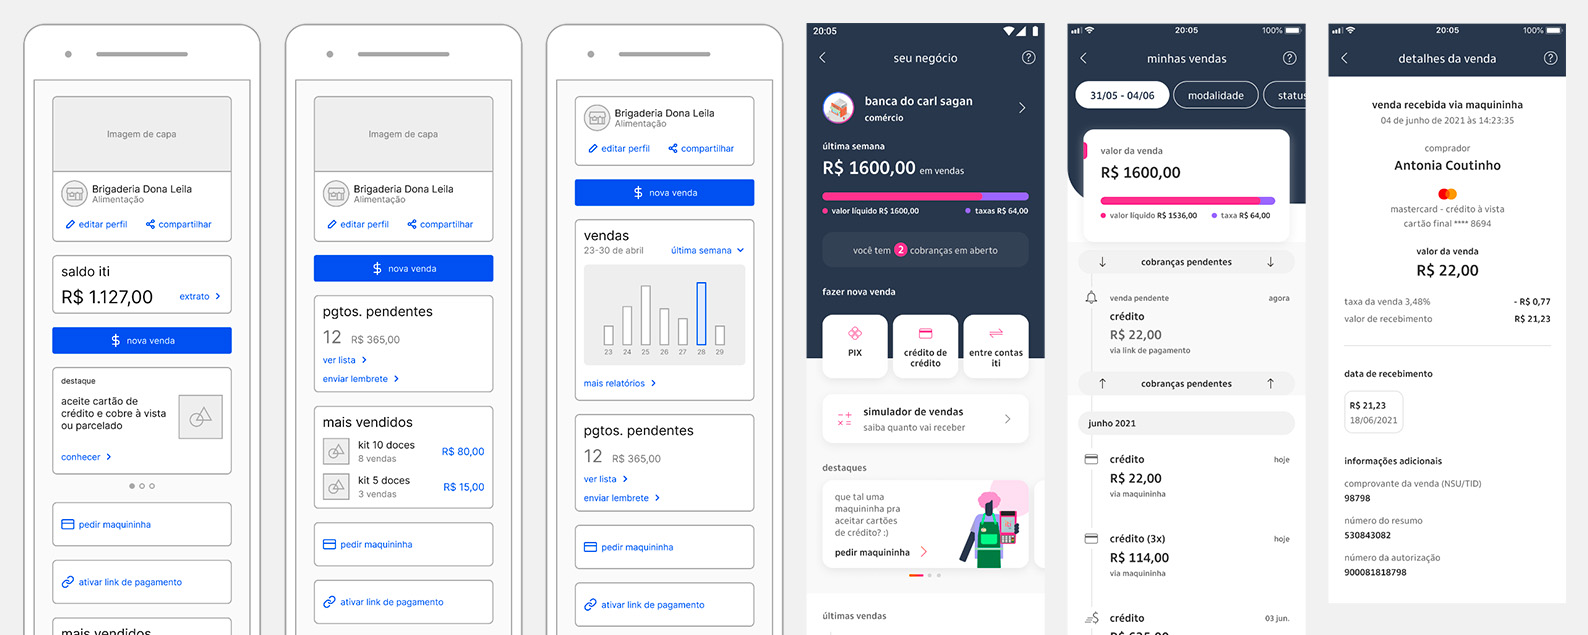 Imagem de capa
Brigaderia Dona Leila
Alimentação
editar perfil
compartilhar
saldo iti
R$ 1.127,00
extrato
nova venda
destaque
aceite cartão de
crédito e cobre à vista
ou parcelado
conhecer
pedir maquininha
ativar link de pagamento
mais vendidos
Imagem de capa
Brigaderia Dona Leila
Alimentação
editar perfil
compartilhar
nova venda
pgtos. pendentes
12 R$ 365,00
ver lista
enviar lembrete
mais vendidos
kit 10 doces
8 vendas
R$ 80,00
kit 5 doces
3 vendas
R$ 15,00
pedir maquininha
ativar link de pagamento
Brigaderia Dona Leila
Alimentação
editar perfil
compartilhar
nova venda
vendas
23-30 de abril
última semana
23 24 25 26 27 28 29
mais relatórios
pgtos. pendentes
12 R$ 365,00
ver lista
enviar lembrete
pedir maquininha
ativar link de pagamento
20:05
seu negócio
?
banca do carl sagan
comércio
última semana
R$ 1600,00 em vendas
valor líquido R$ 1600,00
taxas R$ 64,00
você tem 2 cobranças em aberto
fazer nova venda
PIX
crédito de
crédito
entre contas
iti
simulador de vendas
saiba quanto vai receber
destaques
que tal uma
maquininha pra
aceitar cartões
de crédito? :)
pedir maquininha
últimas vendas
20:05
100%
minhas vendas
?
31/05 - 04/06
modalidade
status
valor da venda
R$ 1600,00
valor líquido R$ 1536,00
taxa R$ 64,00
cobranças pendentes
venda pendente
agora
crédito
R$ 22,00
via link de pagamento
cobranças pendentes
junho 2021
crédito
hoje
R$ 22,00
via maquininha
crédito (3x)
hoje
R$ 114,00
via maquininha
crédito
03 jun.
R$ 625,00
20:05
100%
detalhes da venda
?
venda recebida via maquininha
04 de junho de 2021 às 14:23:35
comprador
Antonia Coutinho
mastercard - crédito à vista
cartão final **** 8694
valor da venda
R$ 22,00
taxa da venda 3,48%
- R$ 0,77
valor de recebimento
R$ 21,23
data de recebimento
R$ 21,23
18/06/2021
informações adicionais
comprovante da venda (NSU/TID)
98798
número do resumo
530843082
número da autorização
900081818798